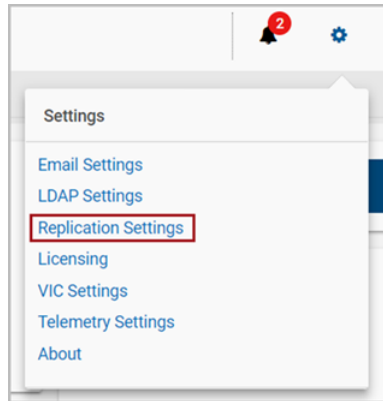 2
Settings
Email Settings
LDAP Settings
Replication Settings
Licensing
VIC Settings
Telemetry Settings
About